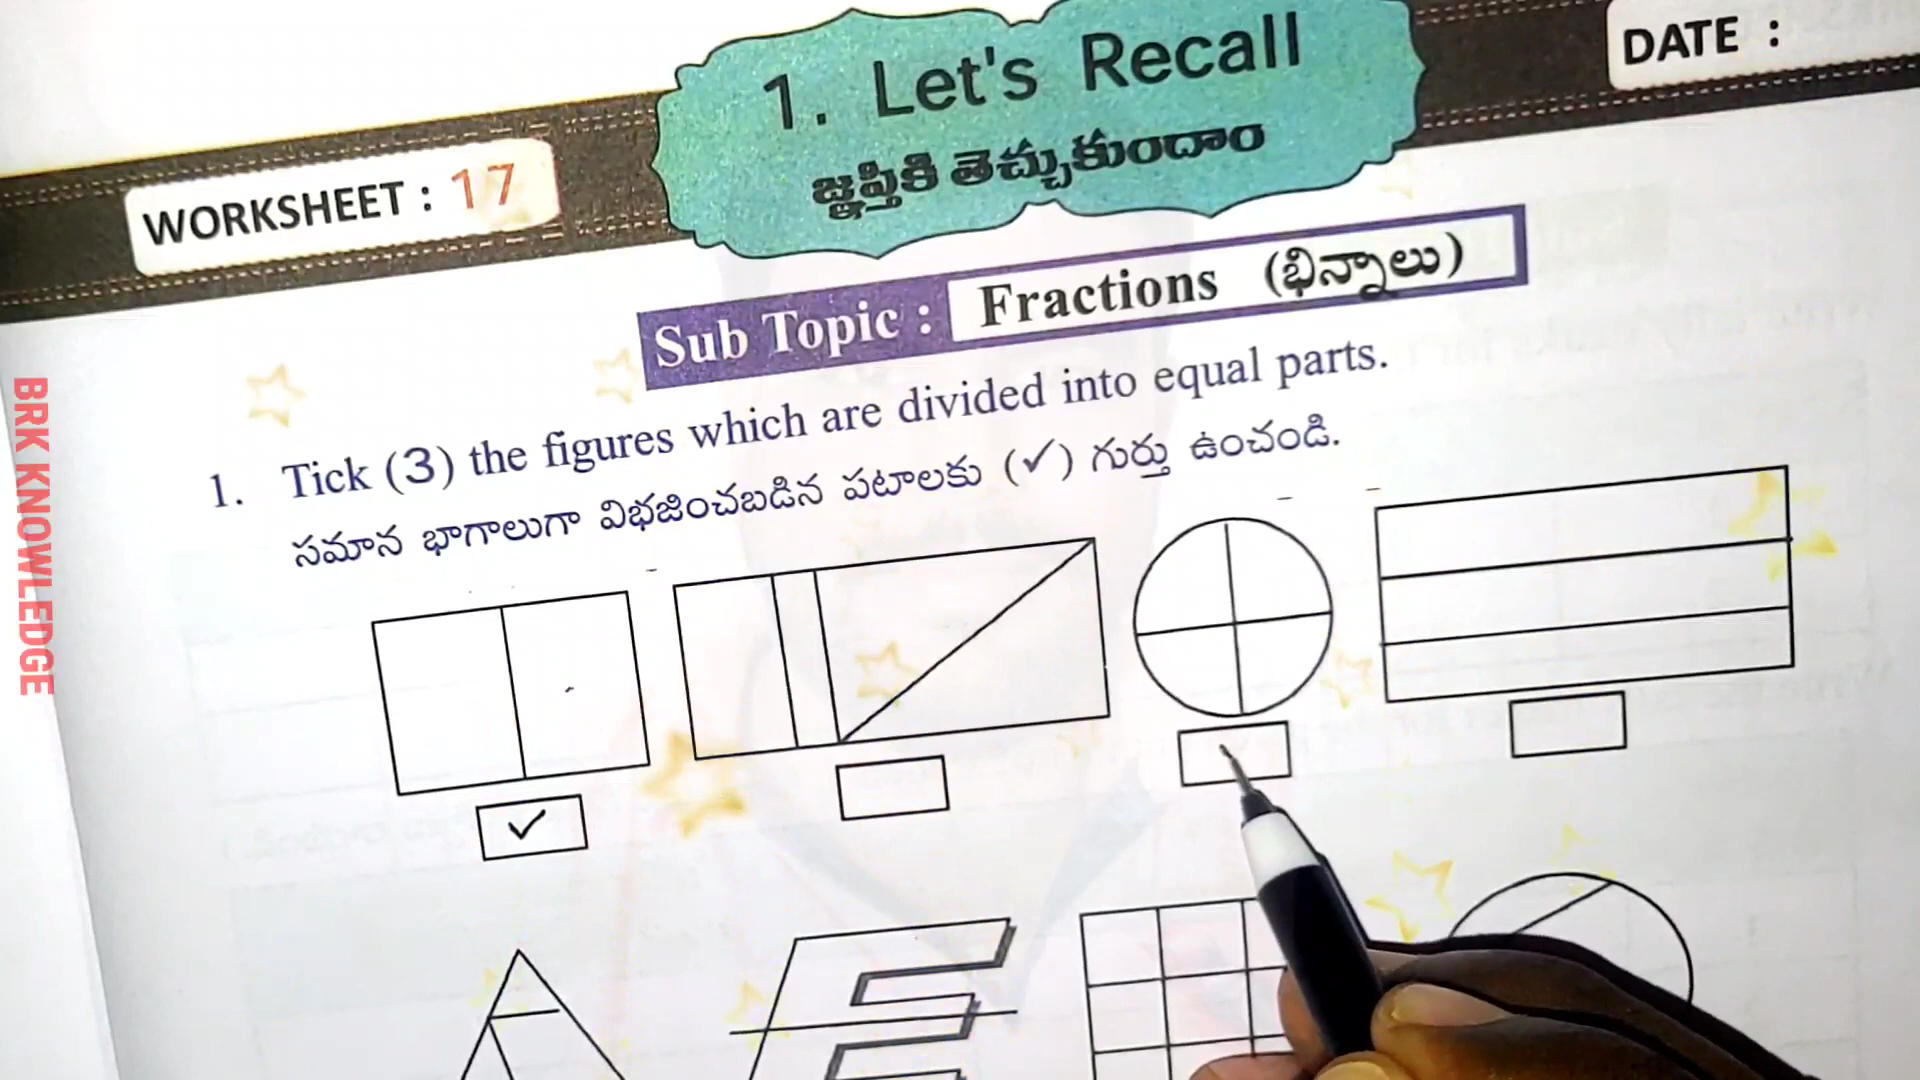 1. Let's Recall
జ్ఞప్తికి తెచ్చుకుందాం
DATE :
WORKSHEET : 17
Sub Topic : Fractions (భిన్నాలు)
1. Tick (3) the figures which are divided into equal parts.
సమాన భాగాలుగా విభజించబడిన పటాలకు (✓) గుర్తు ఉంచండి.
BRK KNOWLEDGE